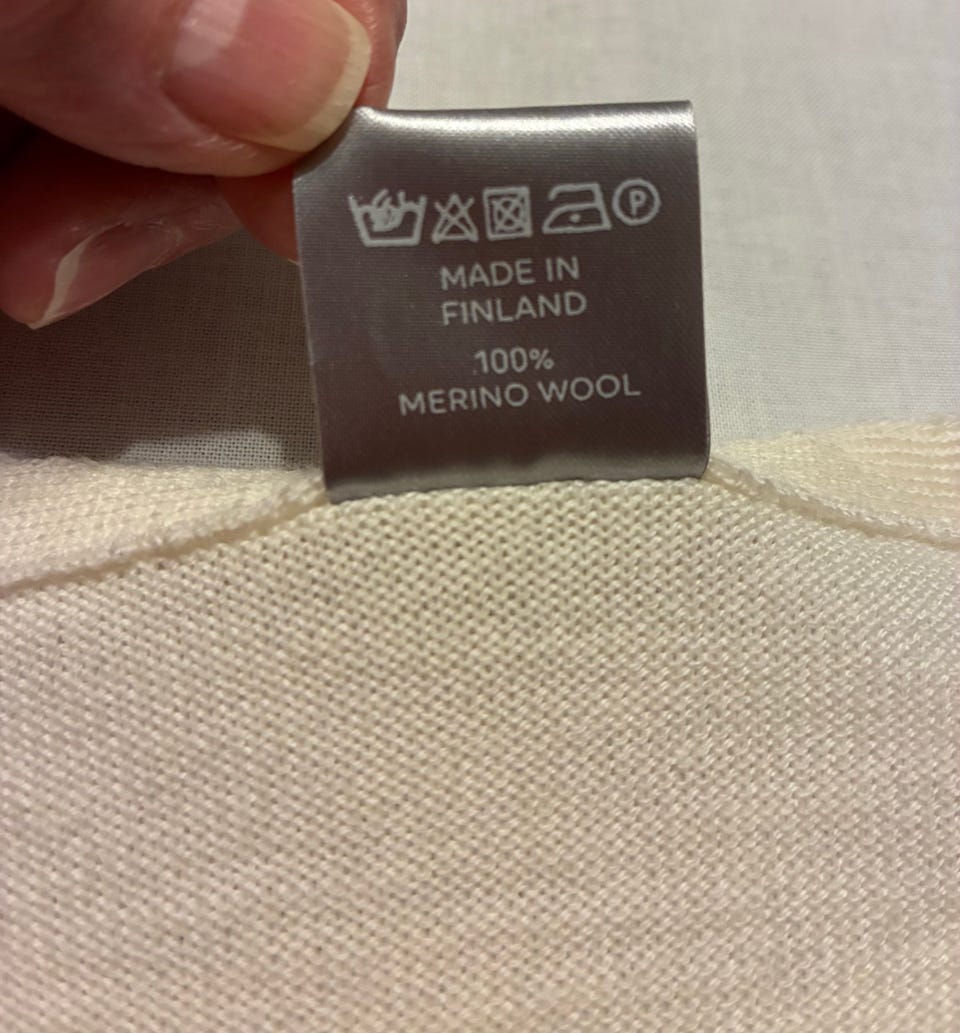 P
MADE IN
FINLAND
100%
MERINO WOOL